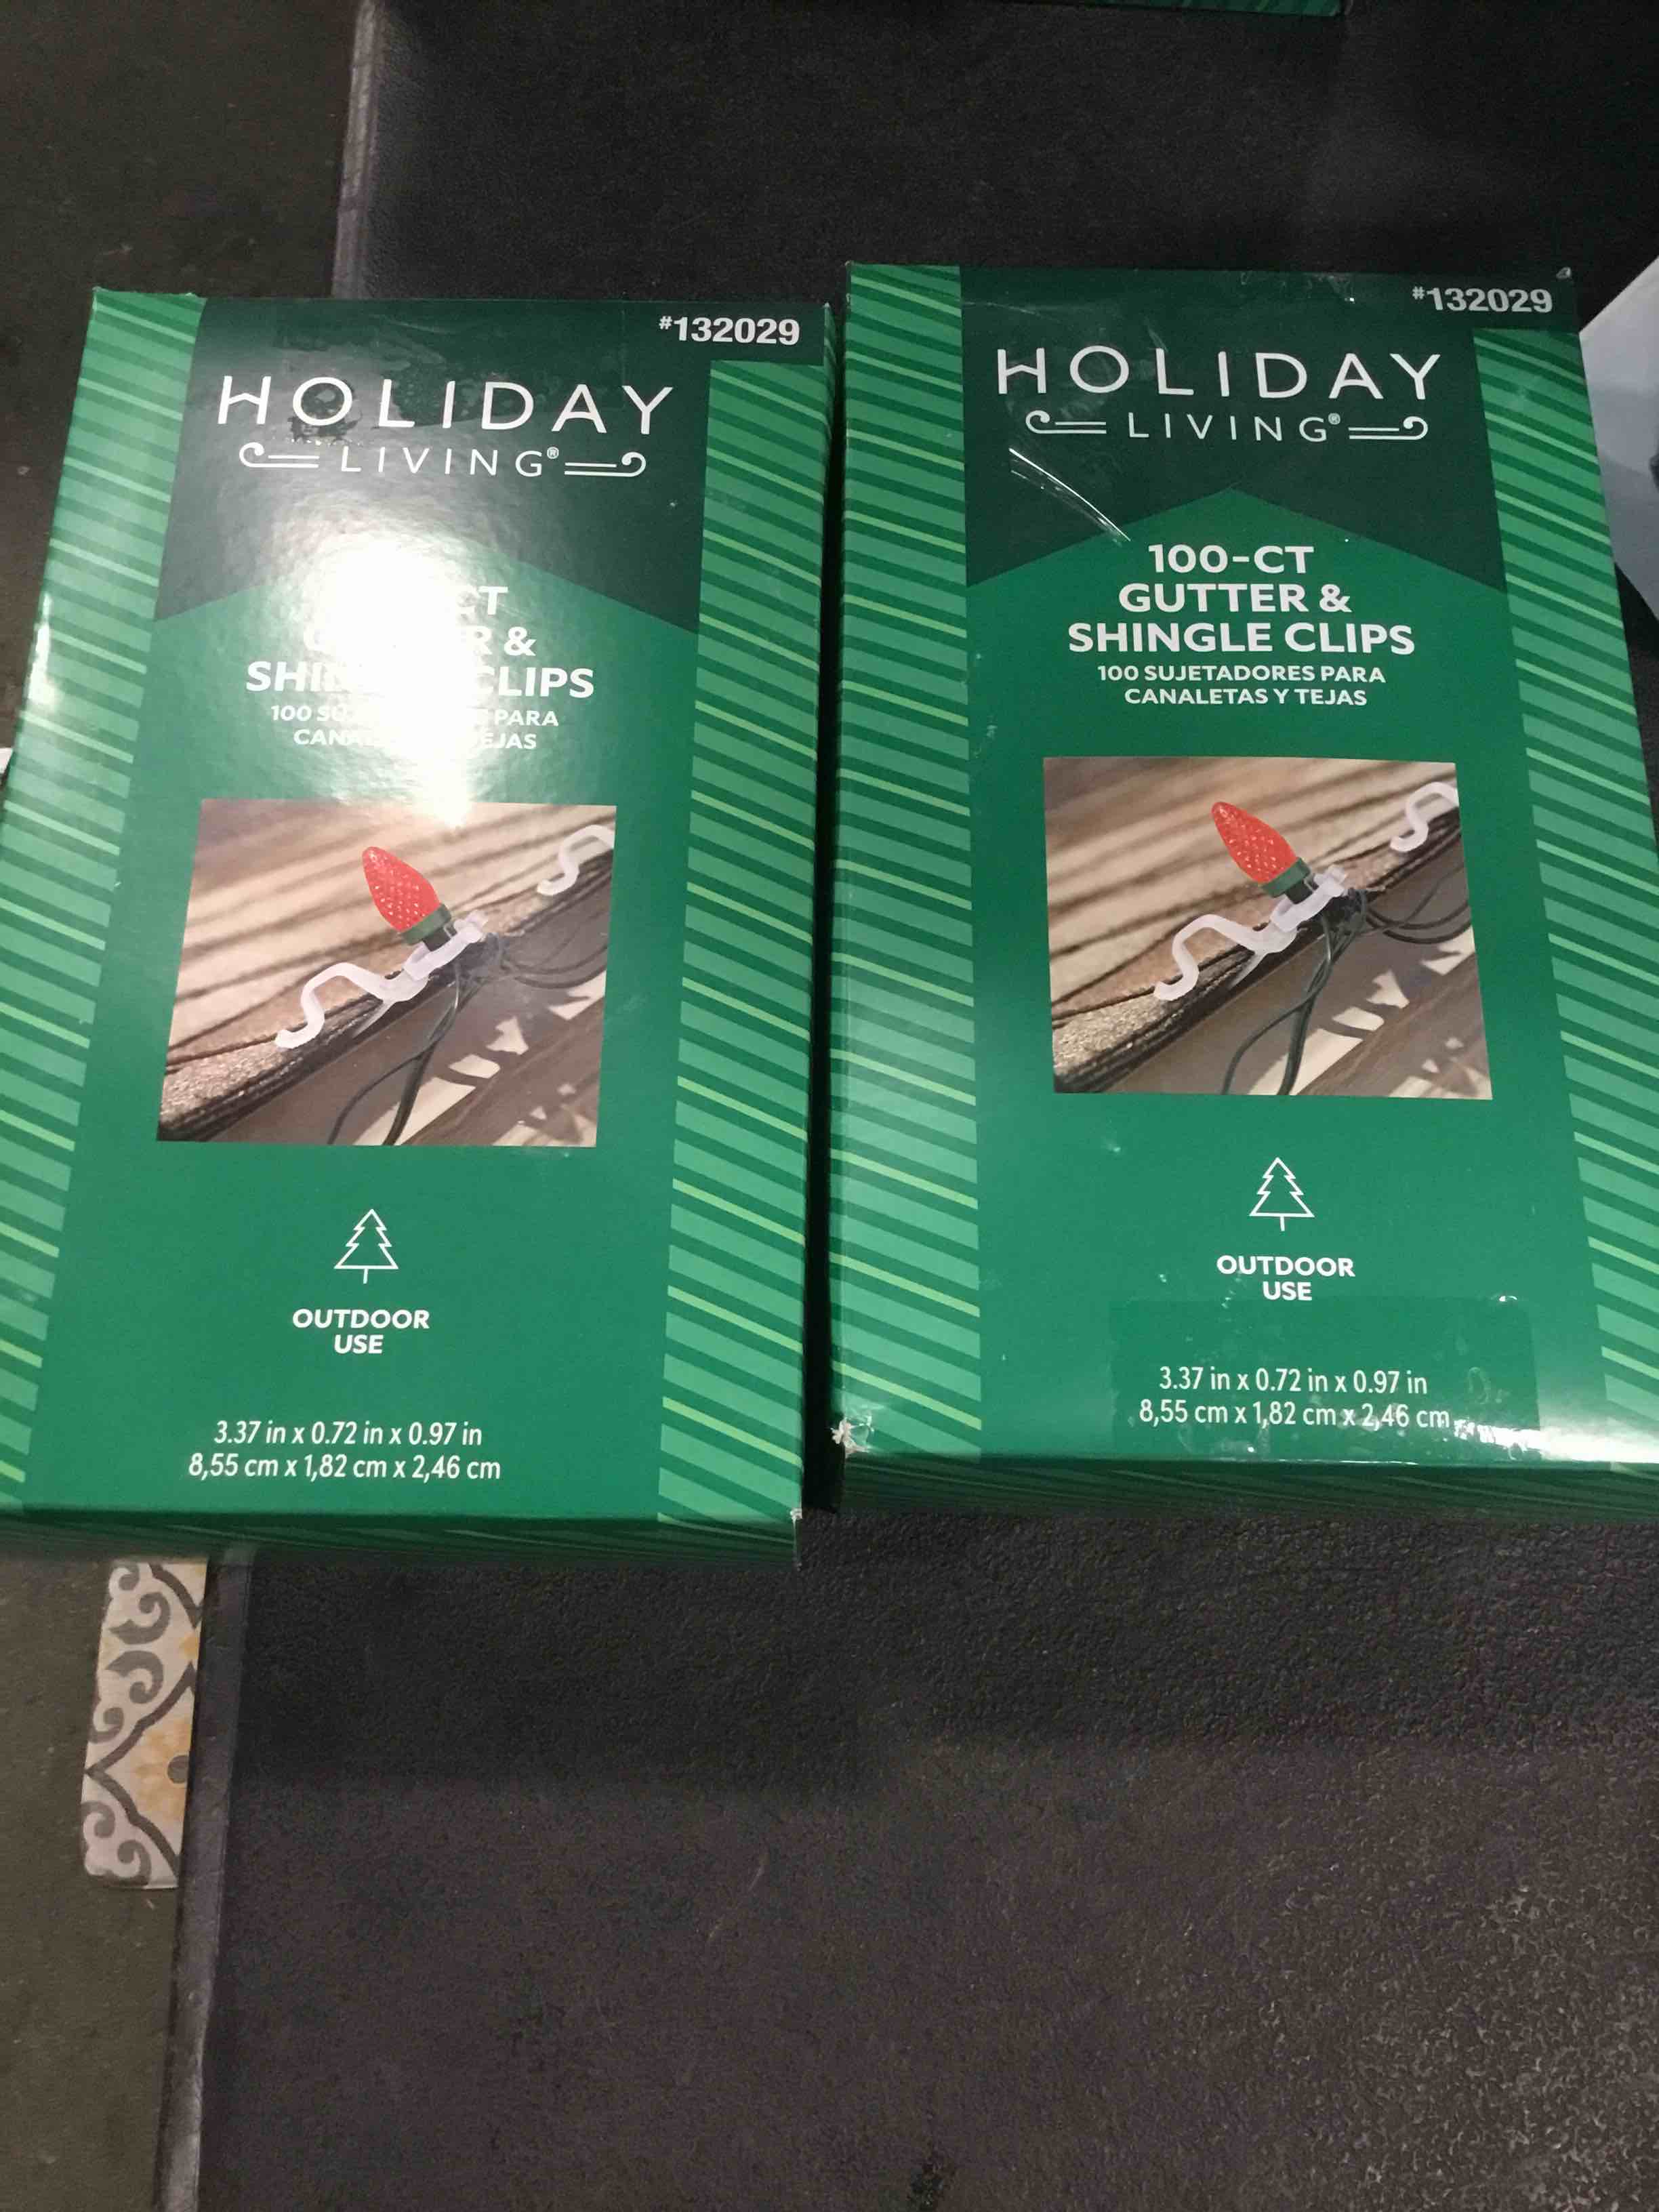 #132029
HOLIDAY
LIVING®
CT
&
CLIPS
100
PARA
OUTDOOR
USE
3.37 in x 0.72 in x 0.97 in
8,55 cm x 1,82 cm x 2,46 cm
#132029
HOLIDAY
LIVING®
100-CT
GUTTER &
SHINGLE CLIPS
100 SUJETADORES PARA
CANALETAS Y TEJAS
OUTDOOR
USE
3.37 in x 0.72 in x 0.97 in
8,55 cm x 1,82 cm x 2,46 cm